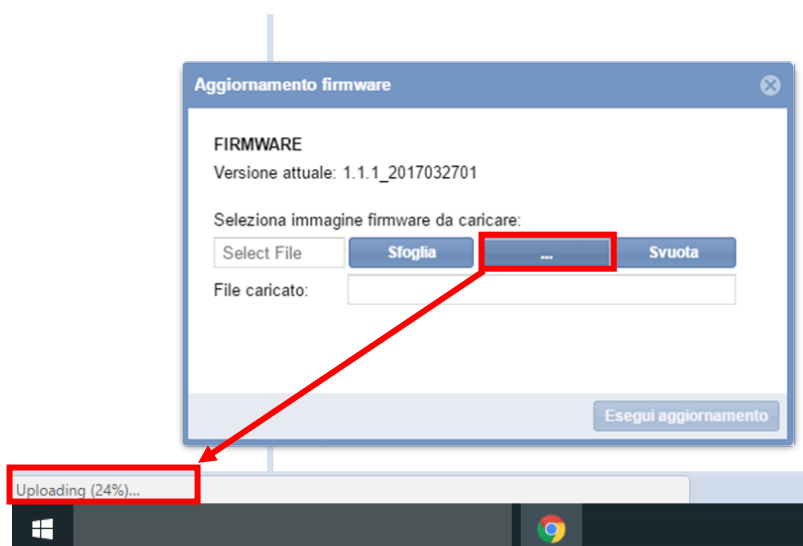 Aggiornamento firmware
FIRMWARE
Versione attuale: 1.1.1_2017032701
Seleziona immagine firmware da caricare:
Select File Sfoglia ... Svuota
File caricato:
Esegui aggiornamento
Uploading (24%)...